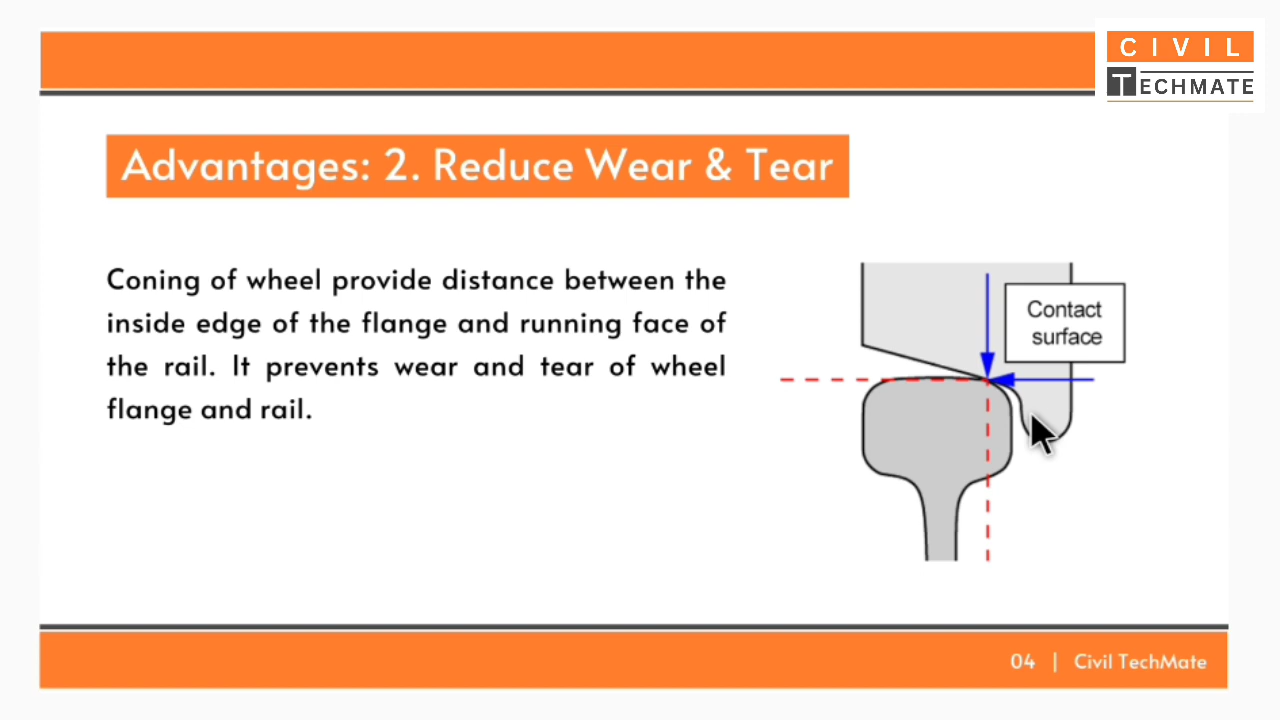 CIVIL
TECHMATE
Advantages: 2. Reduce Wear & Tear
Coning of wheel provide distance between the
inside edge of the flange and running face of
the rail. It prevents wear and tear of wheel
flange and rail.
Contact
surface
04 | Civil TechMate